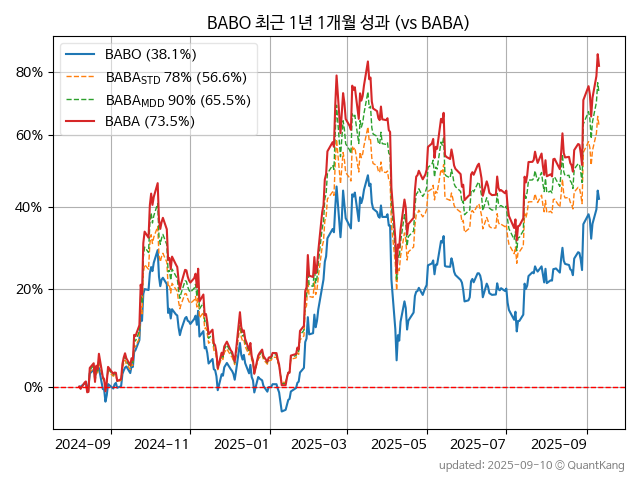 BABO 최근 1년 1개월 성과 (vs BABA)
BABO (38.1%)
BABA_STD 78% (56.6%)
BABA_MDD 90% (65.5%)
BABA (73.5%)
80%
60%
40%
20%
0%
2024-09 2024-11 2025-01 2025-03 2025-05 2025-07 2025-09
updated: 2025-09-10 © QuantKang